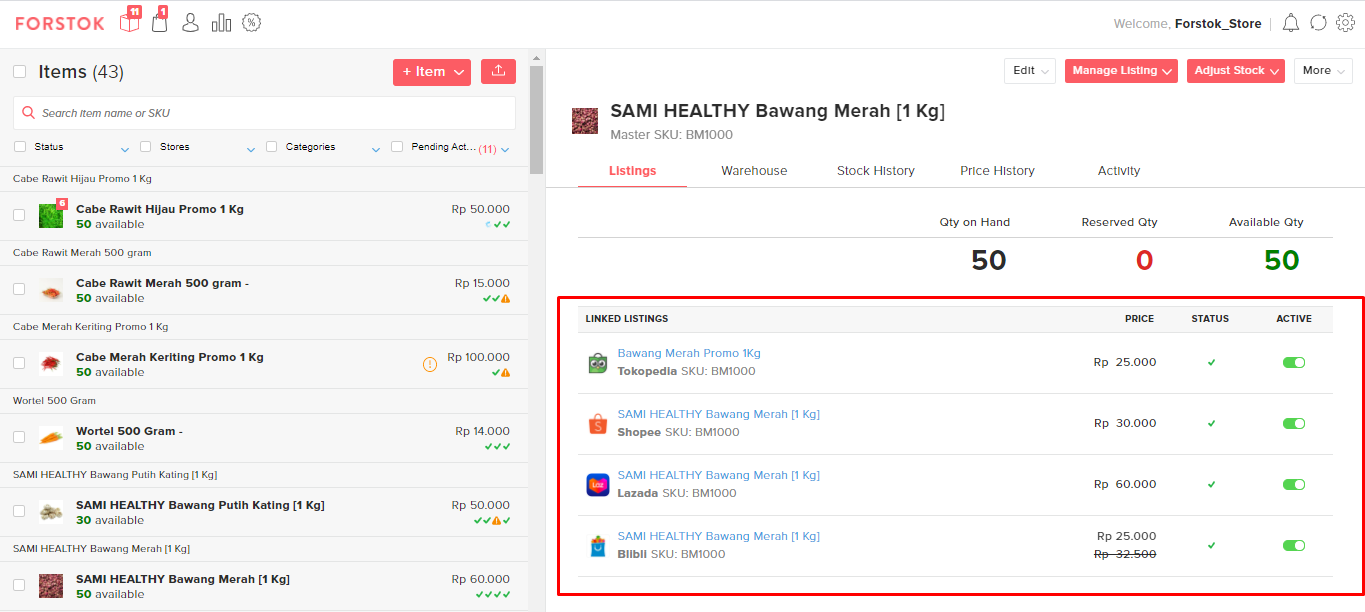 FORSTOK 11 1 % Welcome, Forstok_Store
Items (43) + Item
Search Item name or SKU
Status Stores Categories Pending Act... (11)
Cabe Rawit Hijau Promo 1 Kg
6
Cabe Rawit Hijau Promo 1 Kg Rp 50.000
50 available
Cabe Rawit Merah 500 gram
Cabe Rawit Merah 500 gram - Rp 15.000
50 available
Cabe Merah Keriting Promo 1 Kg
Cabe Merah Keriting Promo 1 Kg Rp 100.000
50 available
Wortel 500 Gram
Wortel 500 Gram - Rp 14.000
50 available
SAMI HEALTHY Bawang Putih Kating [1 Kg]
SAMI HEALTHY Bawang Putih Kating [1 Kg] Rp 50.000
30 available
SAMI HEALTHY Bawang Merah [1 Kg]
SAMI HEALTHY Bawang Merah [1 Kg] Rp 60.000
50 available
Edit Manage Listing Adjust Stock More
SAMI HEALTHY Bawang Merah [1 Kg]
Master SKU: BM1000
Listings Warehouse Stock History Price History Activity
Qty on Hand Reserved Qty Available Qty
50 0 50
LINKED LISTINGS PRICE STATUS ACTIVE
Bawang Merah Promo 1Kg
Tokopedia SKU: BM1000 Rp 25.000
SAMI HEALTHY Bawang Merah [1 Kg]
Shopee SKU: BM1000 Rp 30.000
SAMI HEALTHY Bawang Merah [1 Kg]
Lazada SKU: BM1000 Rp 60.000
SAMI HEALTHY Bawang Merah [1 Kg] Rp 25.000
Blibli SKU: BM1000 Rp 32.500